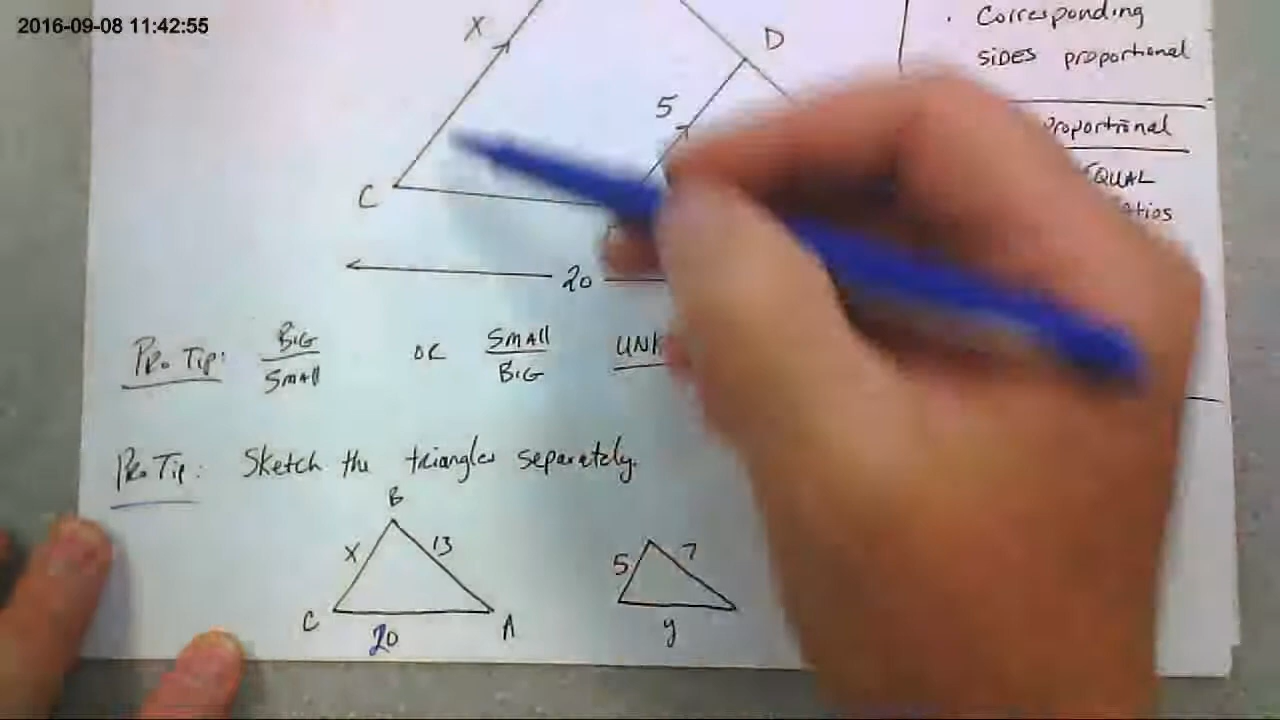 2016-09-08 11:42:55
Corresponding
SIDES proportional
X
D
5
proportional
EQUAL
C
20
PRO TIP: BIG
SMALL
OR
SMALL
BIG
PRO TIP: Sketch the triangles separately.
B
X
13
C
20
A
5
7
y